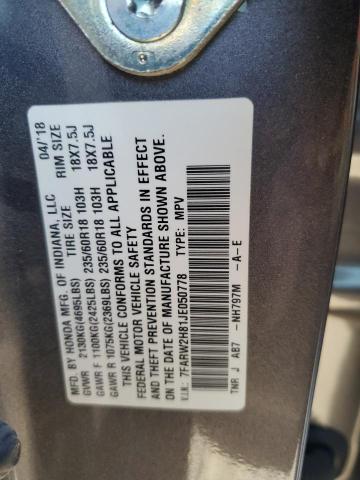 MFD. BY HONDA MFG. OF INDIANA, LLC 04/'18
TIRE SIZE RIM SIZE
GVWR 2130KG(4695LBS)
GAWR F 1100KG(2425LBS) 235/60R18 103H 18X7.5J
GAWR R 1075KG(2369LBS) 235/60R18 103H 18X7.5J
THIS VEHICLE CONFORMS TO ALL APPLICABLE
FEDERAL MOTOR VEHICLE SAFETY
AND THEFT PREVENTION STANDARDS IN EFFECT
ON THE DATE OF MANUFACTURE SHOWN ABOVE.
V.I.N.: 7FARW2H81JE050778 TYPE: MPV
TNR J AB7 -NH797M -A-E